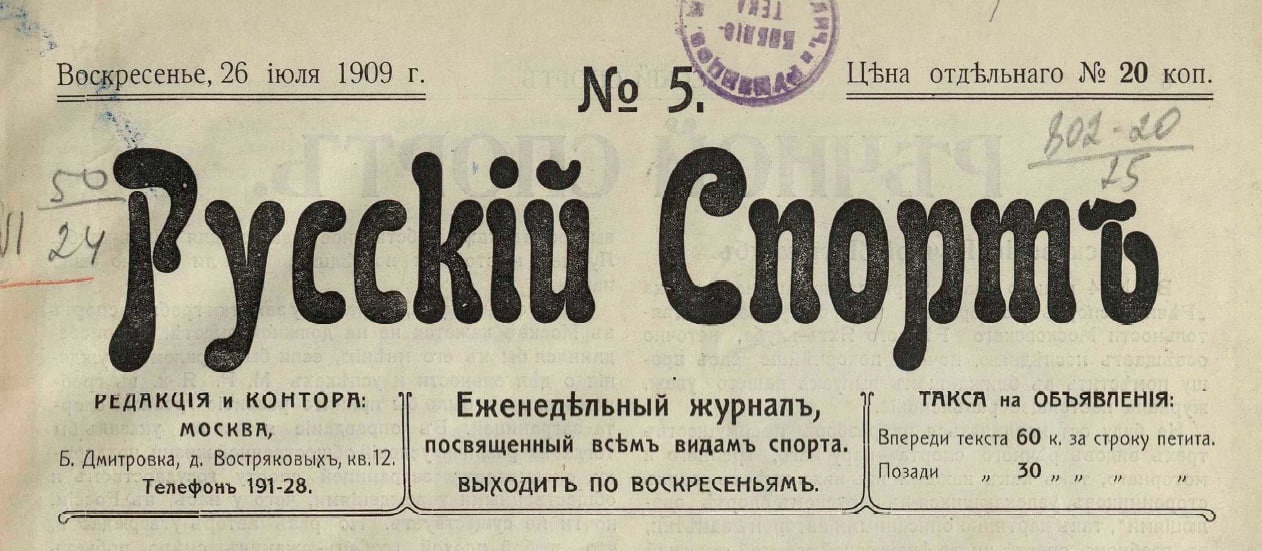 Воскресенье, 26 іюля 1909 г.
№ 5.
Цѣна отдѣльнаго № 20 коп.
802-20
25
50
24
VI
Русскій Спортъ
РЕДАКЦІЯ и КОНТОРА:
МОСКВА,
Б. Дмитровка, д. Востряковыхъ, кв. 12.
Телефонъ 191-28.
Еженедѣльный журналъ,
посвященный всѣмъ видамъ спорта.
ВЫХОДИТЪ ПО ВОСКРЕСЕНЬЯМЪ.
ТАКСА на ОБЪЯВЛЕНІЯ:
Впереди текста 60 к. за строку петита.
Позади „ 30 „ „ „ „